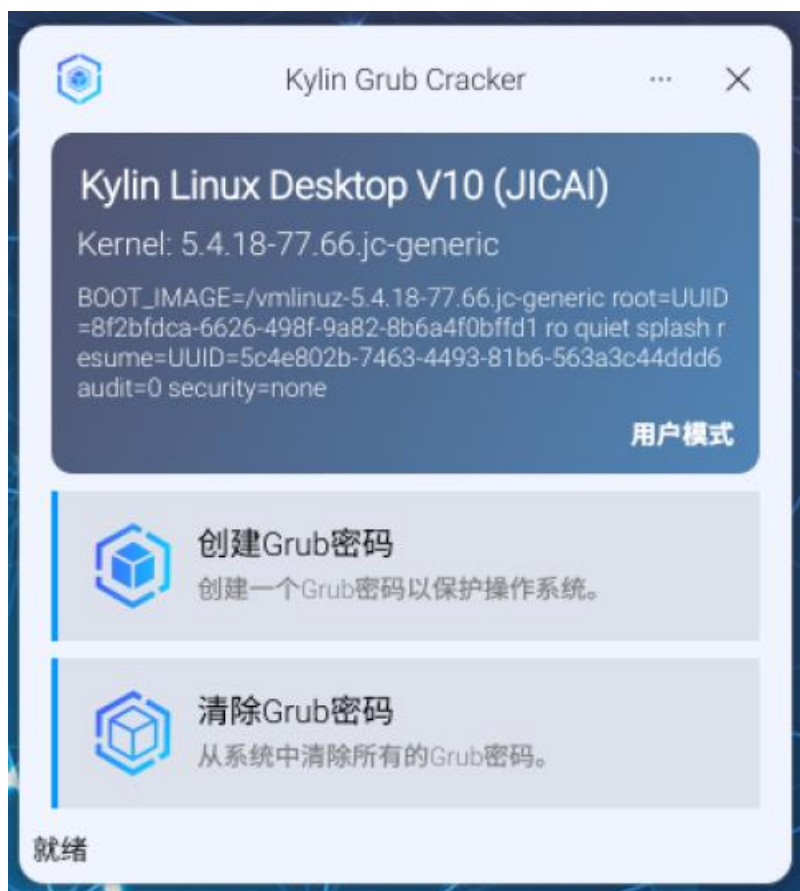 Kylin Grub Cracker
Kylin Linux Desktop V10 (JICAI)
Kernel: 5.4.18-77.66.jc-generic
BOOT_IMAGE=/vmlinuz-5.4.18-77.66.jc-generic root=UUID
=8f2bfdca-6626-498f-9a82-8b6a4f0bffd1 ro quiet splash r
esume=UUID=5c4e802b-7463-4493-81b6-563a3c44ddd6
audit=0 security=none
用户模式
创建Grub密码
创建一个Grub密码以保护操作系统。
清除Grub密码
从系统中清除所有的Grub密码。
就绪